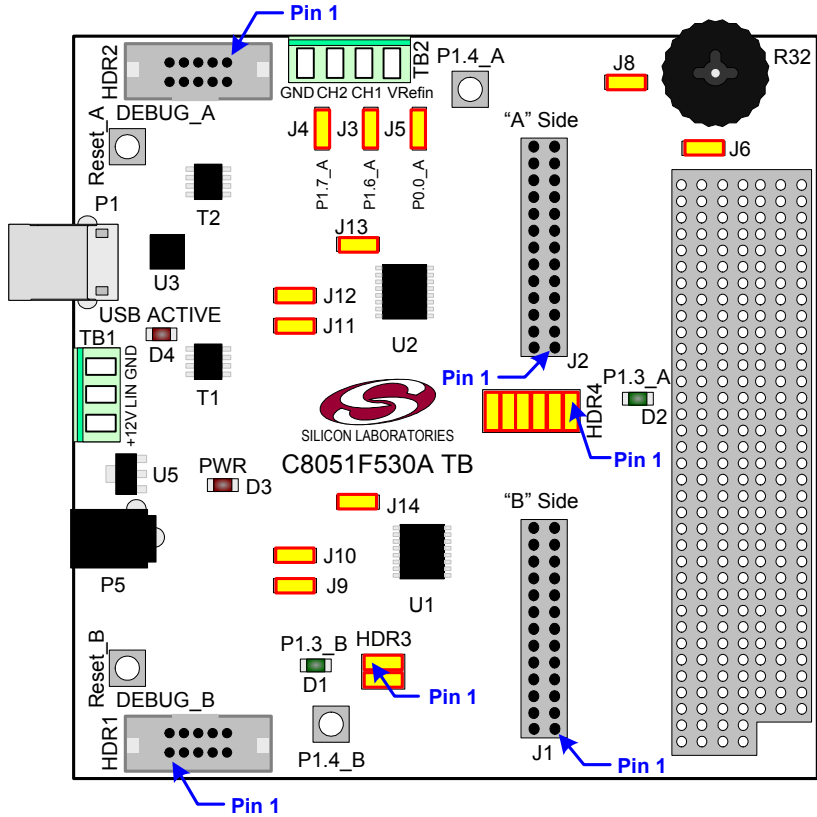 Pin 1
HDR2
DEBUG_A
TB2
GND CH2 CH1 VRefin
P1.4_A
J8
R32
Reset_A
J4
J3
J5
"A" Side
J6
P1.7_A
P1.6_A
P0.0_A
P1
T2
J13
U3
J12
USB ACTIVE
J11
U2
TB1
D4
+12V LIN GND
T1
J2
Pin 1
P1.3_A
HDR4
D2
SILICON LABORATORIES
C8051F530A TB
Pin 1
U5
PWR
D3
J14
"B" Side
J10
P5
J9
U1
Reset_B
P1.3_B
HDR3
D1
Pin 1
DEBUG_B
HDR1
P1.4_B
J1
Pin 1
Pin 1